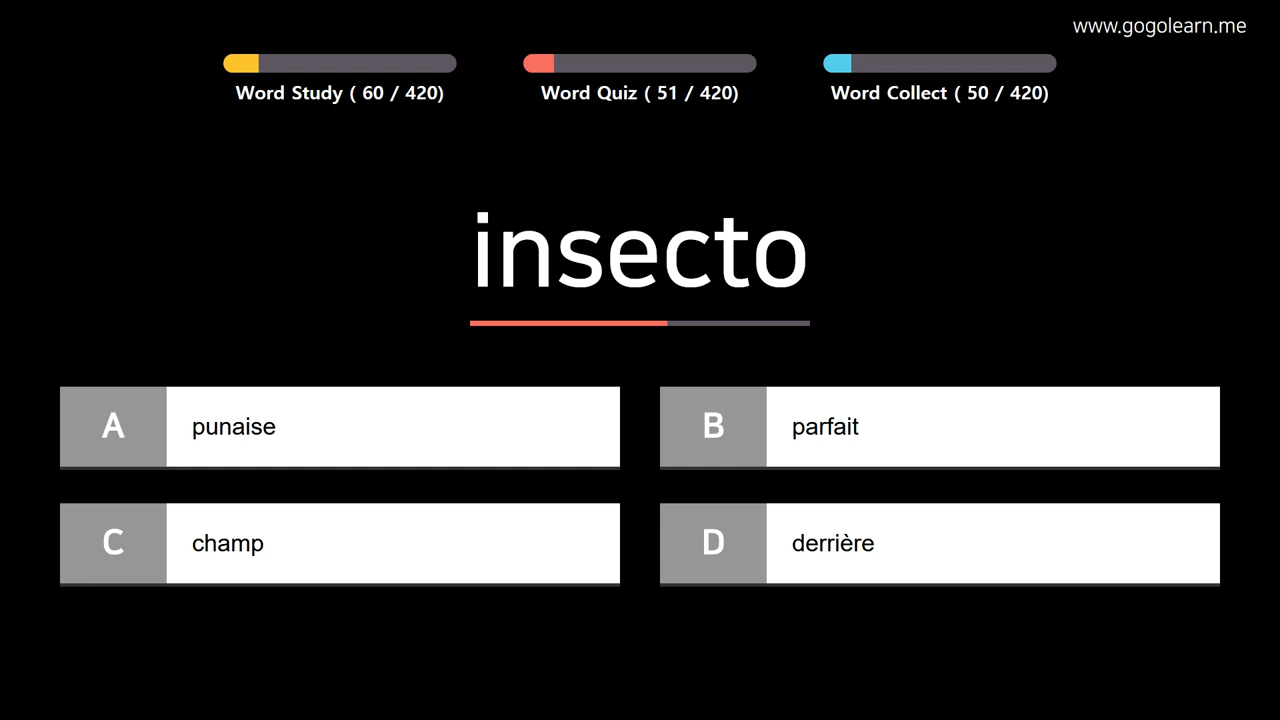 www.gogolearn.me
Word Study ( 60 / 420)
Word Quiz ( 51 / 420)
Word Collect ( 50 / 420)
insecto
A punaise
B parfait
C champ
D derrière